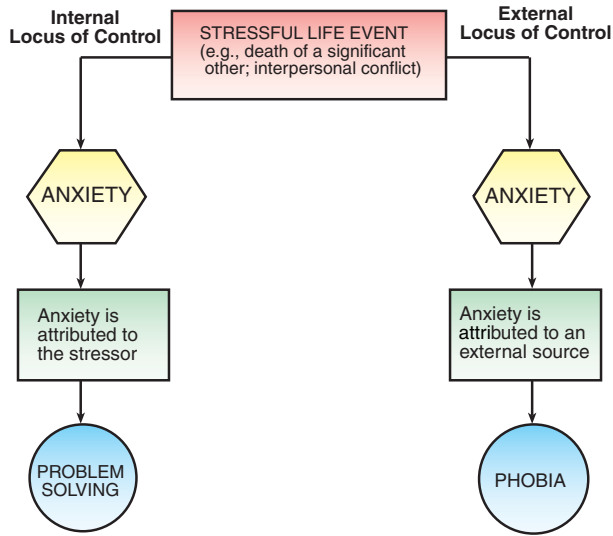 Internal
Locus of Control
STRESSFUL LIFE EVENT
(e.g., death of a significant
other; interpersonal conflict)
External
Locus of Control
ANXIETY
ANXIETY
Anxiety is
attributed to
the stressor
Anxiety is
attributed to an
external source
PROBLEM
SOLVING
PHOBIA